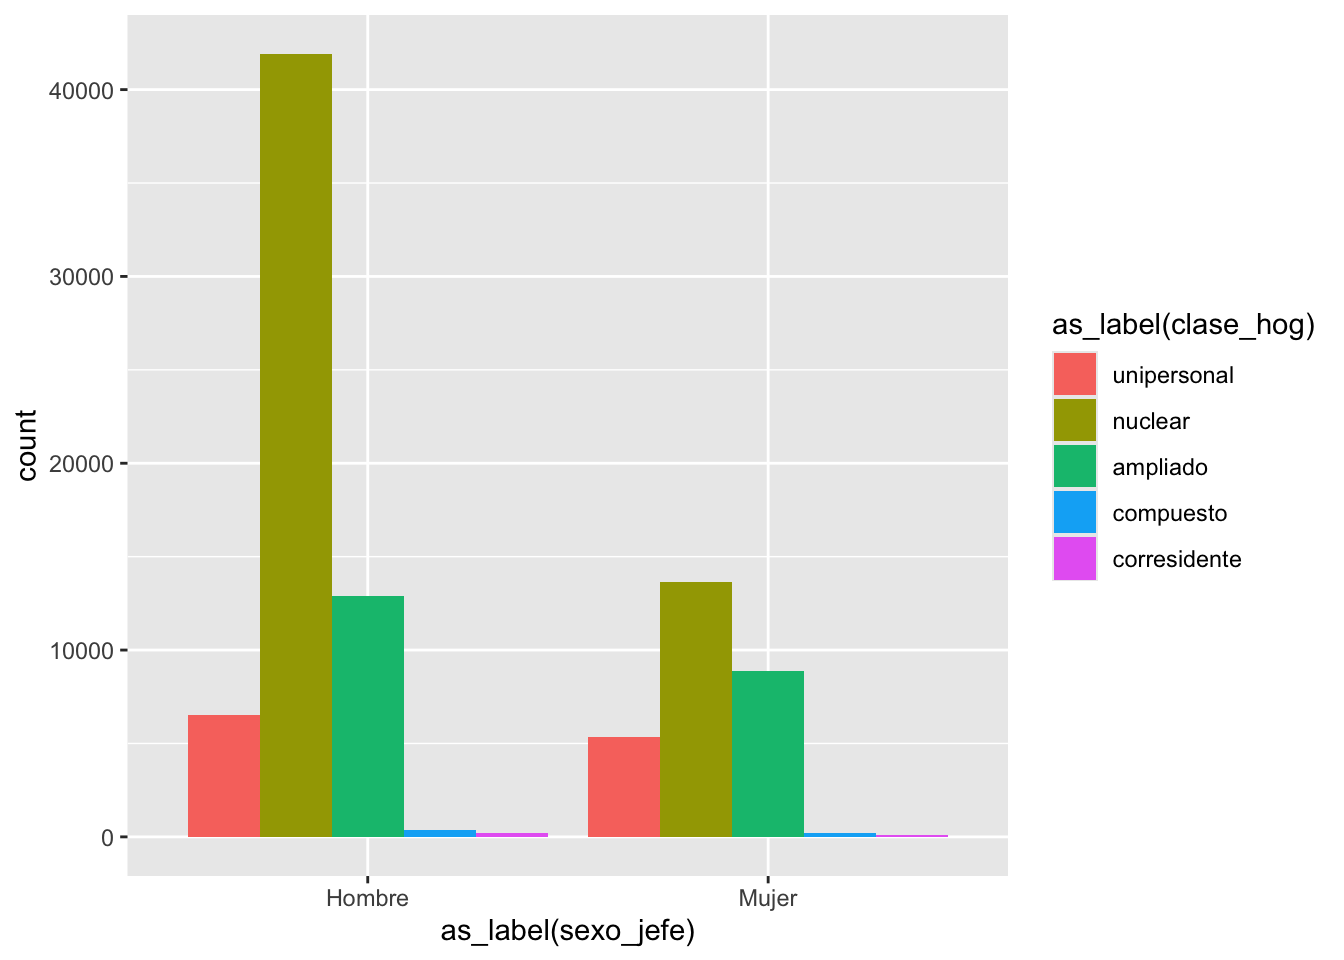 40000
30000
20000
10000
0
count
Hombre
Mujer
as_label(sexo_jefe)
as_label(clase_hog)
unipersonal
nuclear
ampliado
compuesto
corresidente